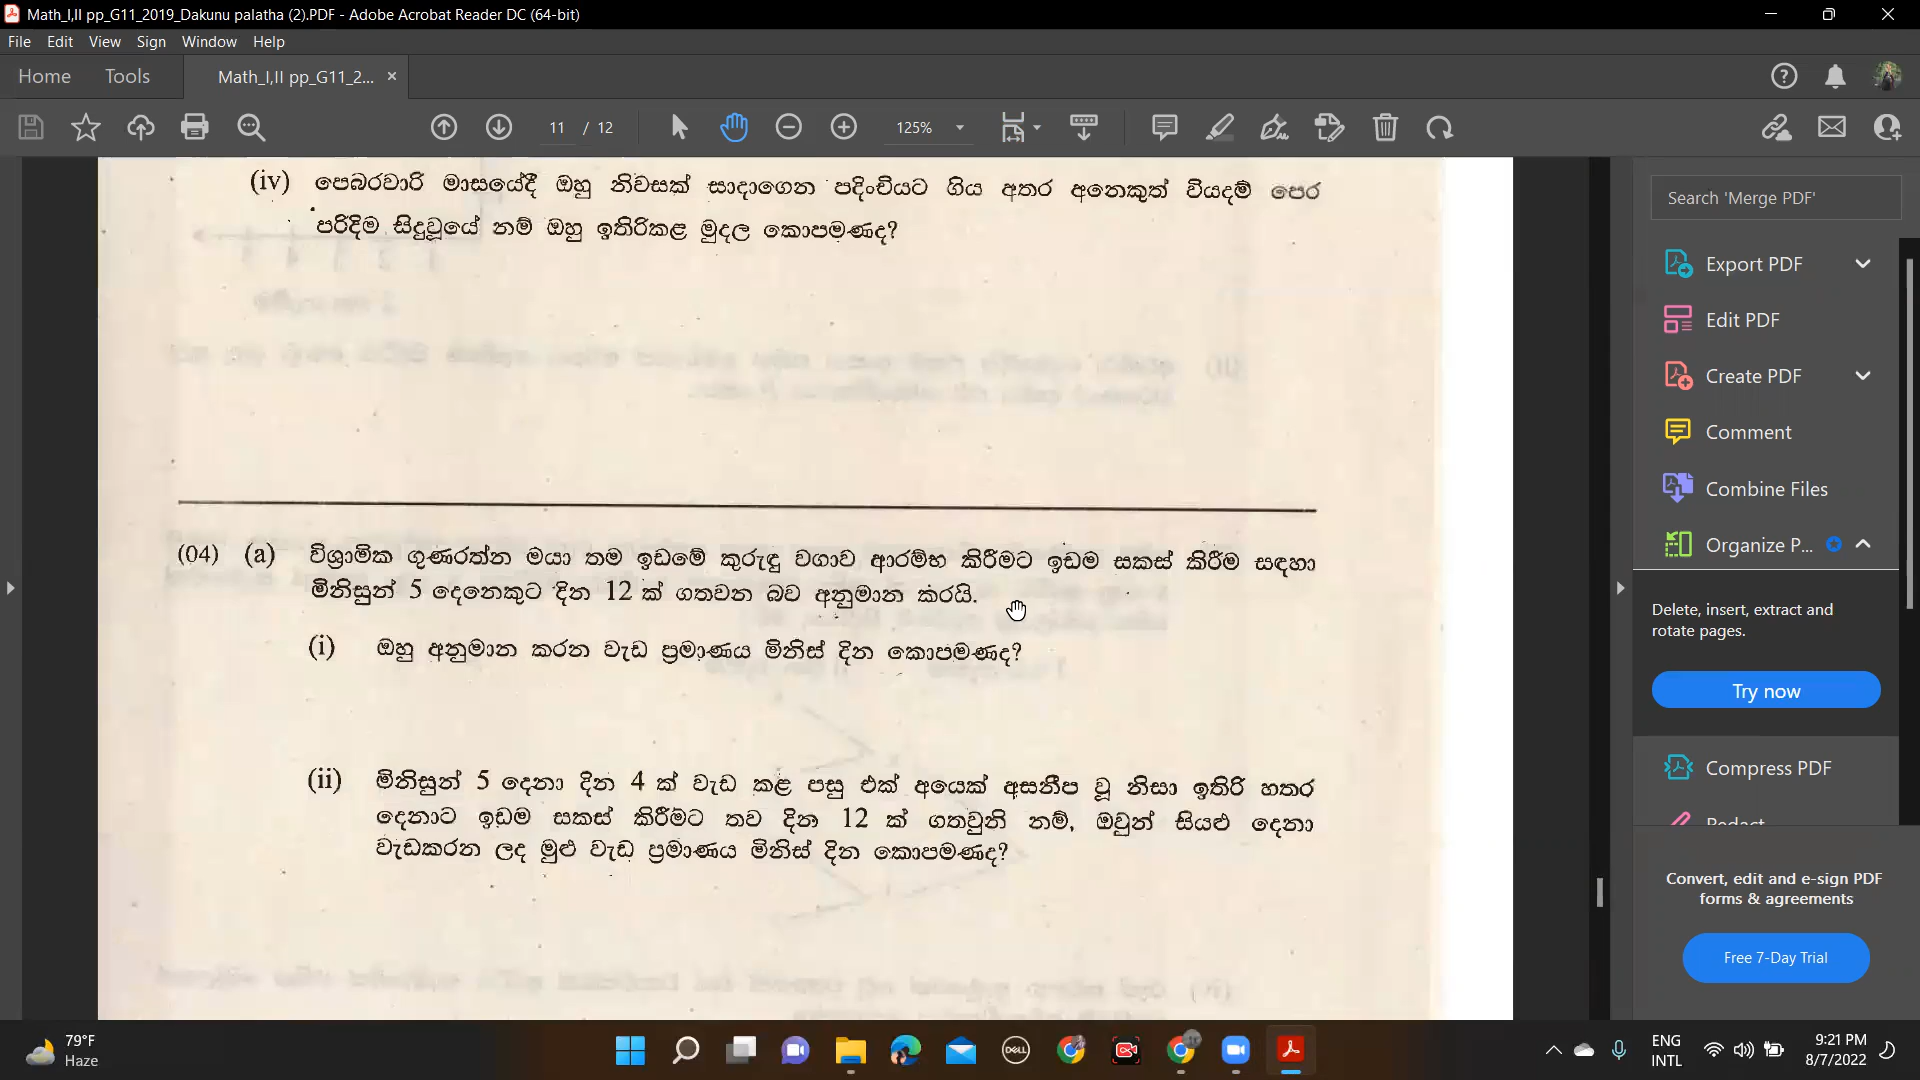 Math_I,II pp_G11_2019_Dakunu palatha (2).PDF - Adobe Acrobat Reader DC (64-bit)
File Edit View Sign Window Help
Home Tools Math_I,II pp_G11_2...
11 / 12 125%
(iv) පෙබරවාරි මාසයේදී ඔහු නිවසක් සාදාගෙන පදිංචියට ගිය අතර අනෙකුත් වියදම් පෙර
පරිදිම සිදුවූයේ නම් ඔහු ඉතිරිකළ මුදල කොපමණද?
(04) (a) විශ්‍රාමික ගුණරත්න මයා තම ඉඩමේ කුරුඳු වගාව ආරම්භ කිරීමට ඉඩම සකස් කිරීම සඳහා
මිනිසුන් 5 දෙනෙකුට දින 12 ක් ගතවන බව අනුමාන කරයි.
(i) ඔහු අනුමාන කරන වැඩ ප්‍රමාණය මිනිස් දින කොපමණද?
(ii) මිනිසුන් 5 දෙනා දින 4 ක් වැඩ කළ පසු එක් අයෙක් අසනීප වූ නිසා ඉතිරි හතර
දෙනාට ඉඩම සකස් කිරීමට තව දින 12 ක් ගතවුනි නම්, ඔවුන් සියළු දෙනා
වැඩකරන ලද මුළු වැඩ ප්‍රමාණය මිනිස් දින කොපමණද?
Search 'Merge PDF'
Export PDF
Edit PDF
Create PDF
Comment
Combine Files
Organize P...
Delete, insert, extract and
rotate pages.
Try now
Compress PDF
Redact
Convert, edit and e-sign PDF
forms & agreements
Free 7-Day Trial
79°F
Haze
DELL
ENG
INTL
9:21 PM
8/7/2022